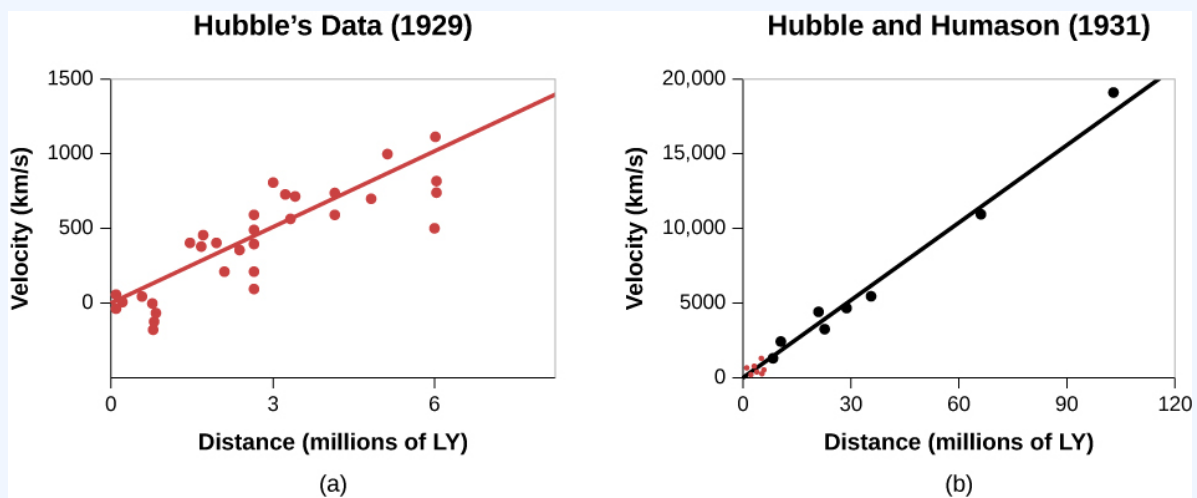 Hubble's Data (1929)
1500
1000
500
0
Velocity (km/s)
0 3 6
Distance (millions of LY)
(a)
Hubble and Humason (1931)
20,000
15,000
10,000
5000
0
Velocity (km/s)
0 30 60 90 120
Distance (millions of LY)
(b)